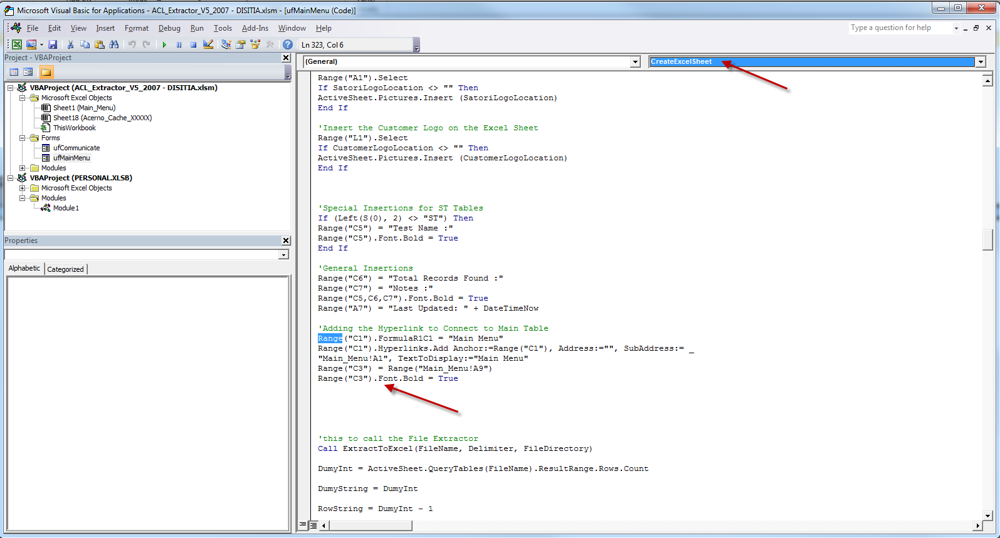 Microsoft Visual Basic for Applications - ACL_Extractor_V5_2007 - DISITIA.xlsm - [ufMainMenu (Code)]
File Edit View Insert Format Debug Run Tools Add-Ins Window Help
Type a question for help
Ln 323, Col 6
Project - VBAProject
VBAProject (ACL_Extractor_V5_2007 - DISITIA.xlsm)
Microsoft Excel Objects
Sheet1 (Main_Menu)
Sheet18 (Acerno_Cache_XXXXX)
ThisWorkbook
Forms
ufCommunicate
ufMainMenu
Modules
VBAProject (PERSONAL.XLSB)
Microsoft Excel Objects
Modules
Module1
Properties
Alphabetic Categorized
(General)
CreateExcelSheet
Range("A1").Select
If SatoriLogoLocation <> "" Then
ActiveSheet.Pictures.Insert (SatoriLogoLocation)
End If
'Insert the Customer Logo on the Excel Sheet
Range("L1").Select
If CustomerLogoLocation <> "" Then
ActiveSheet.Pictures.Insert (CustomerLogoLocation)
End If
'Special Insertions for ST Tables
If (Left(S(0), 2) <> "ST") Then
Range("C5") = "Test Name :"
Range("C5").Font.Bold = True
End If
'General Insertions
Range("C6") = "Total Records Found :"
Range("C7") = "Notes :"
Range("C5,C6,C7").Font.Bold = True
Range("A7") = "Last Updated: " + DateTimeNow
'Adding the Hyperlink to Connect to Main Table
Range("C1").FormulaR1C1 = "Main Menu"
Range("C1").Hyperlinks.Add Anchor:=Range("C1"), Address:="", SubAddress:= _
"Main_Menu!A1", TextToDisplay:="Main Menu"
Range("C3") = Range("Main_Menu!A9")
Range("C3").Font.Bold = True
'this to call the File Extractor
Call ExtractToExcel(FileName, Delimiter, FileDirectory)
DumyInt = ActiveSheet.QueryTables(FileName).ResultRange.Rows.Count
DumyString = DumyInt
RowString = DumyInt - 1